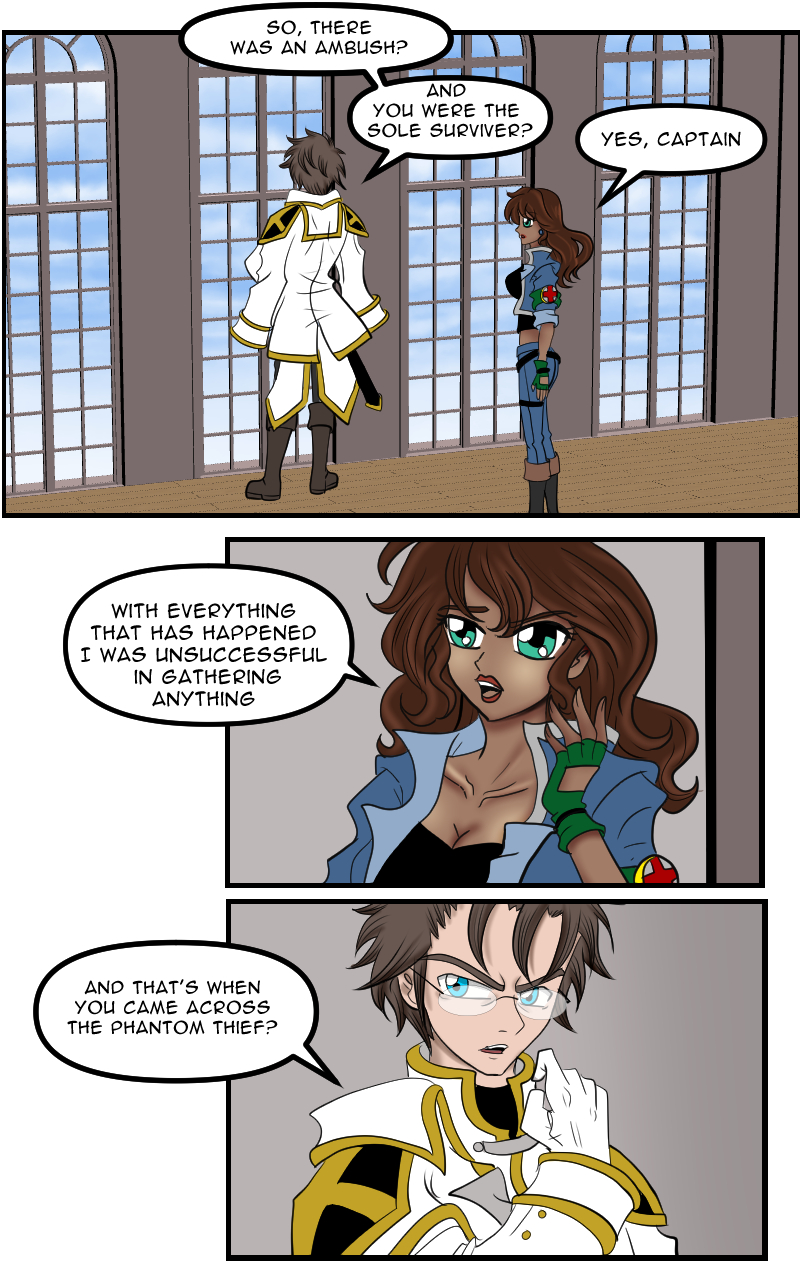 SO, THERE
WAS AN AMBUSH?
AND
YOU WERE THE
SOLE SURVIVER?
YES, CAPTAIN
WITH EVERYTHING
THAT HAS HAPPENED
I WAS UNSUCCESSFUL
IN GATHERING
ANYTHING
AND THAT'S WHEN
YOU CAME ACROSS
THE PHANTOM THIEF?